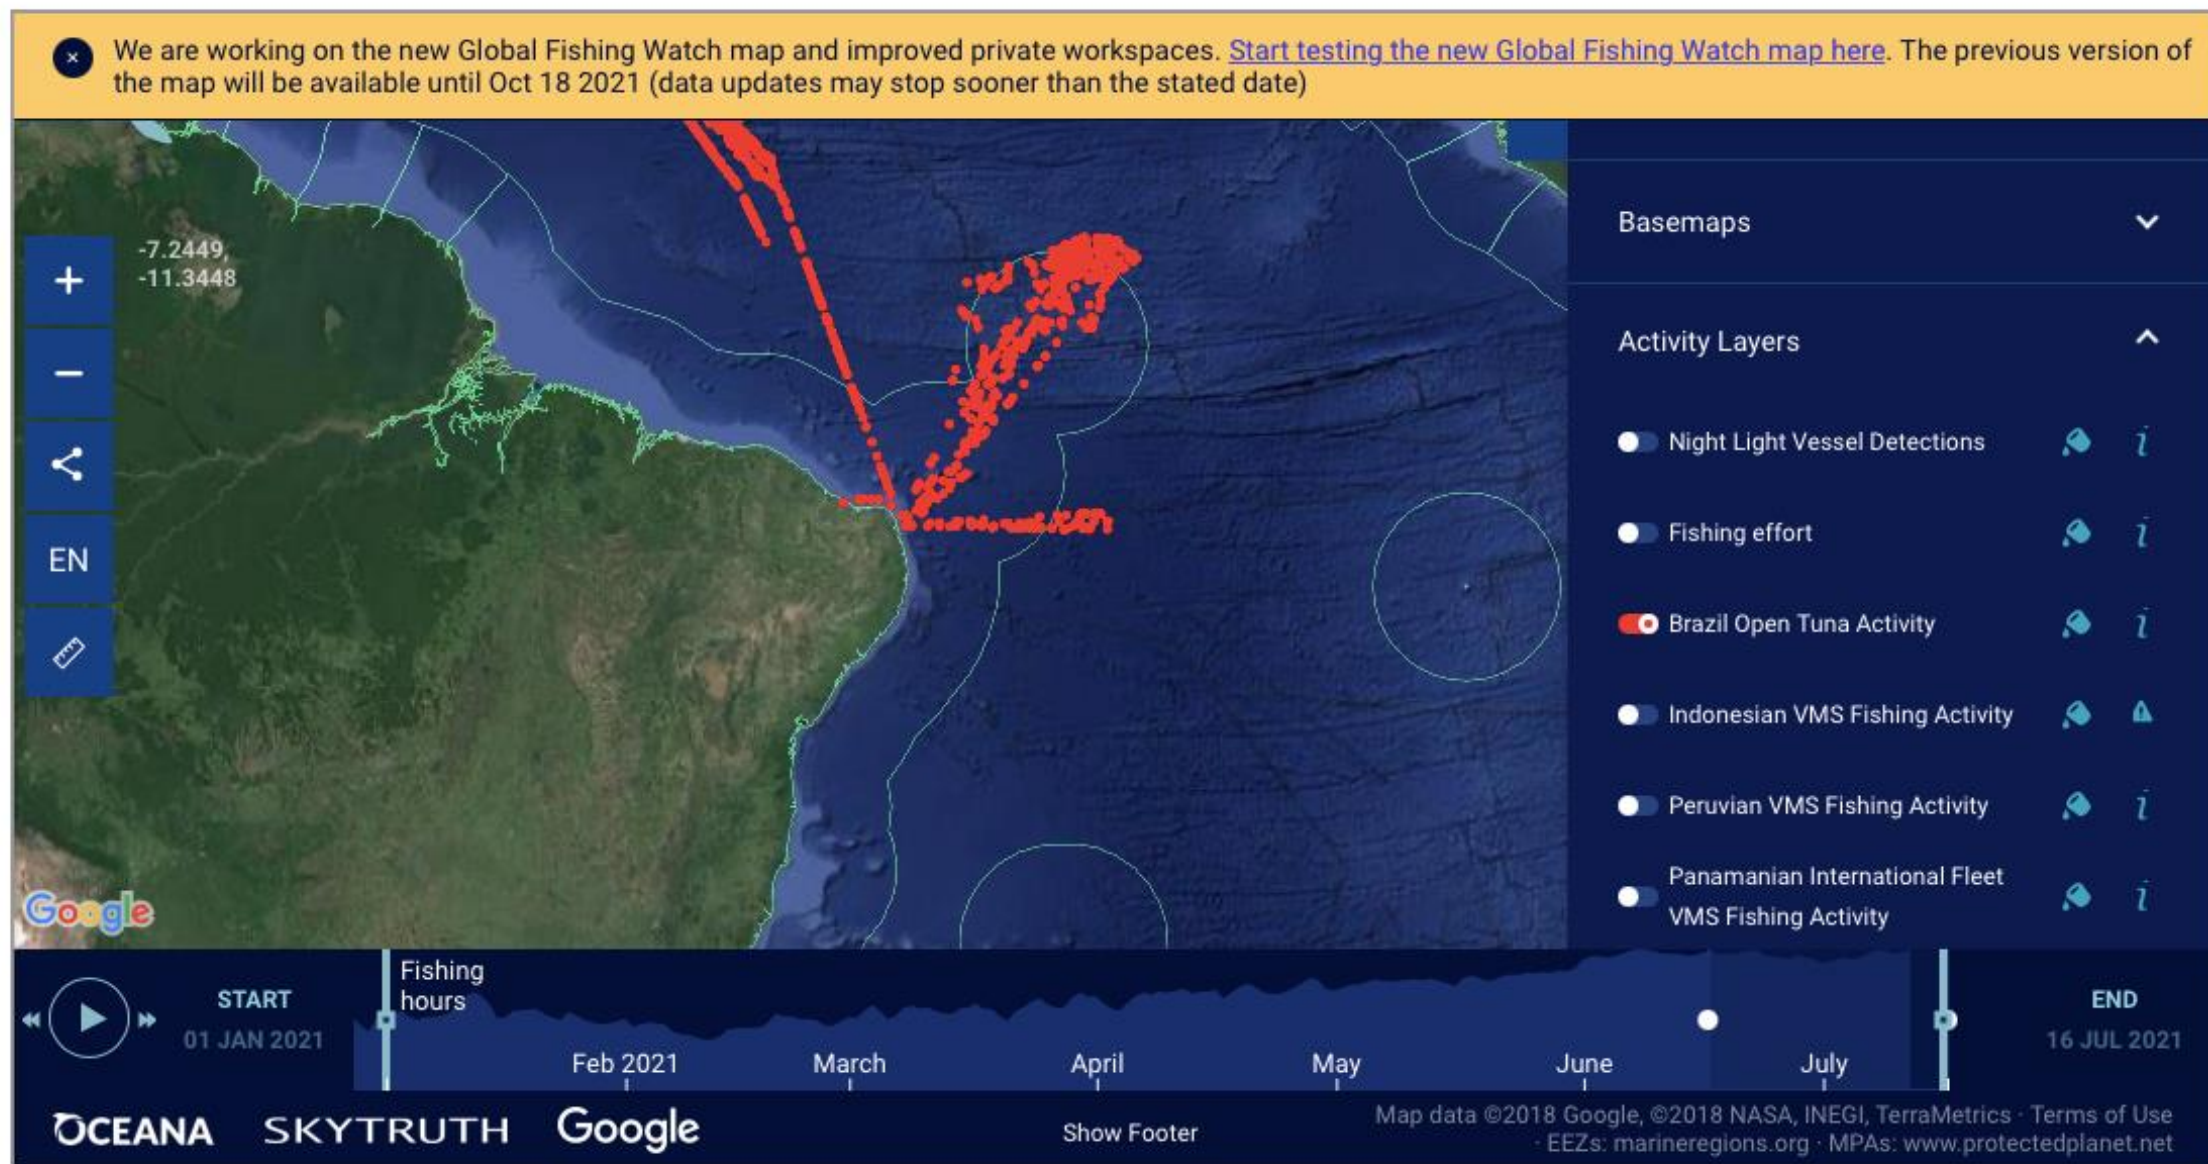 We are working on the new Global Fishing Watch map and improved private workspaces. Start testing the new Global Fishing Watch map here. The previous version of
the map will be available until Oct 18 2021 (data updates may stop sooner than the stated date)
-7.2449,
-11.3448
EN
Google
Basemaps
Activity Layers
Night Light Vessel Detections
Fishing effort
Brazil Open Tuna Activity
Indonesian VMS Fishing Activity
Peruvian VMS Fishing Activity
Panamanian International Fleet
VMS Fishing Activity
START
01 JAN 2021
Fishing
hours
Feb 2021
March
April
May
June
July
END
16 JUL 2021
OCEANA
SKYTRUTH
Google
Show Footer
Map data ©2018 Google, ©2018 NASA, INEGI, TerraMetrics · Terms of Use
· EEZs: marineregions.org · MPAs: www.protectedplanet.net